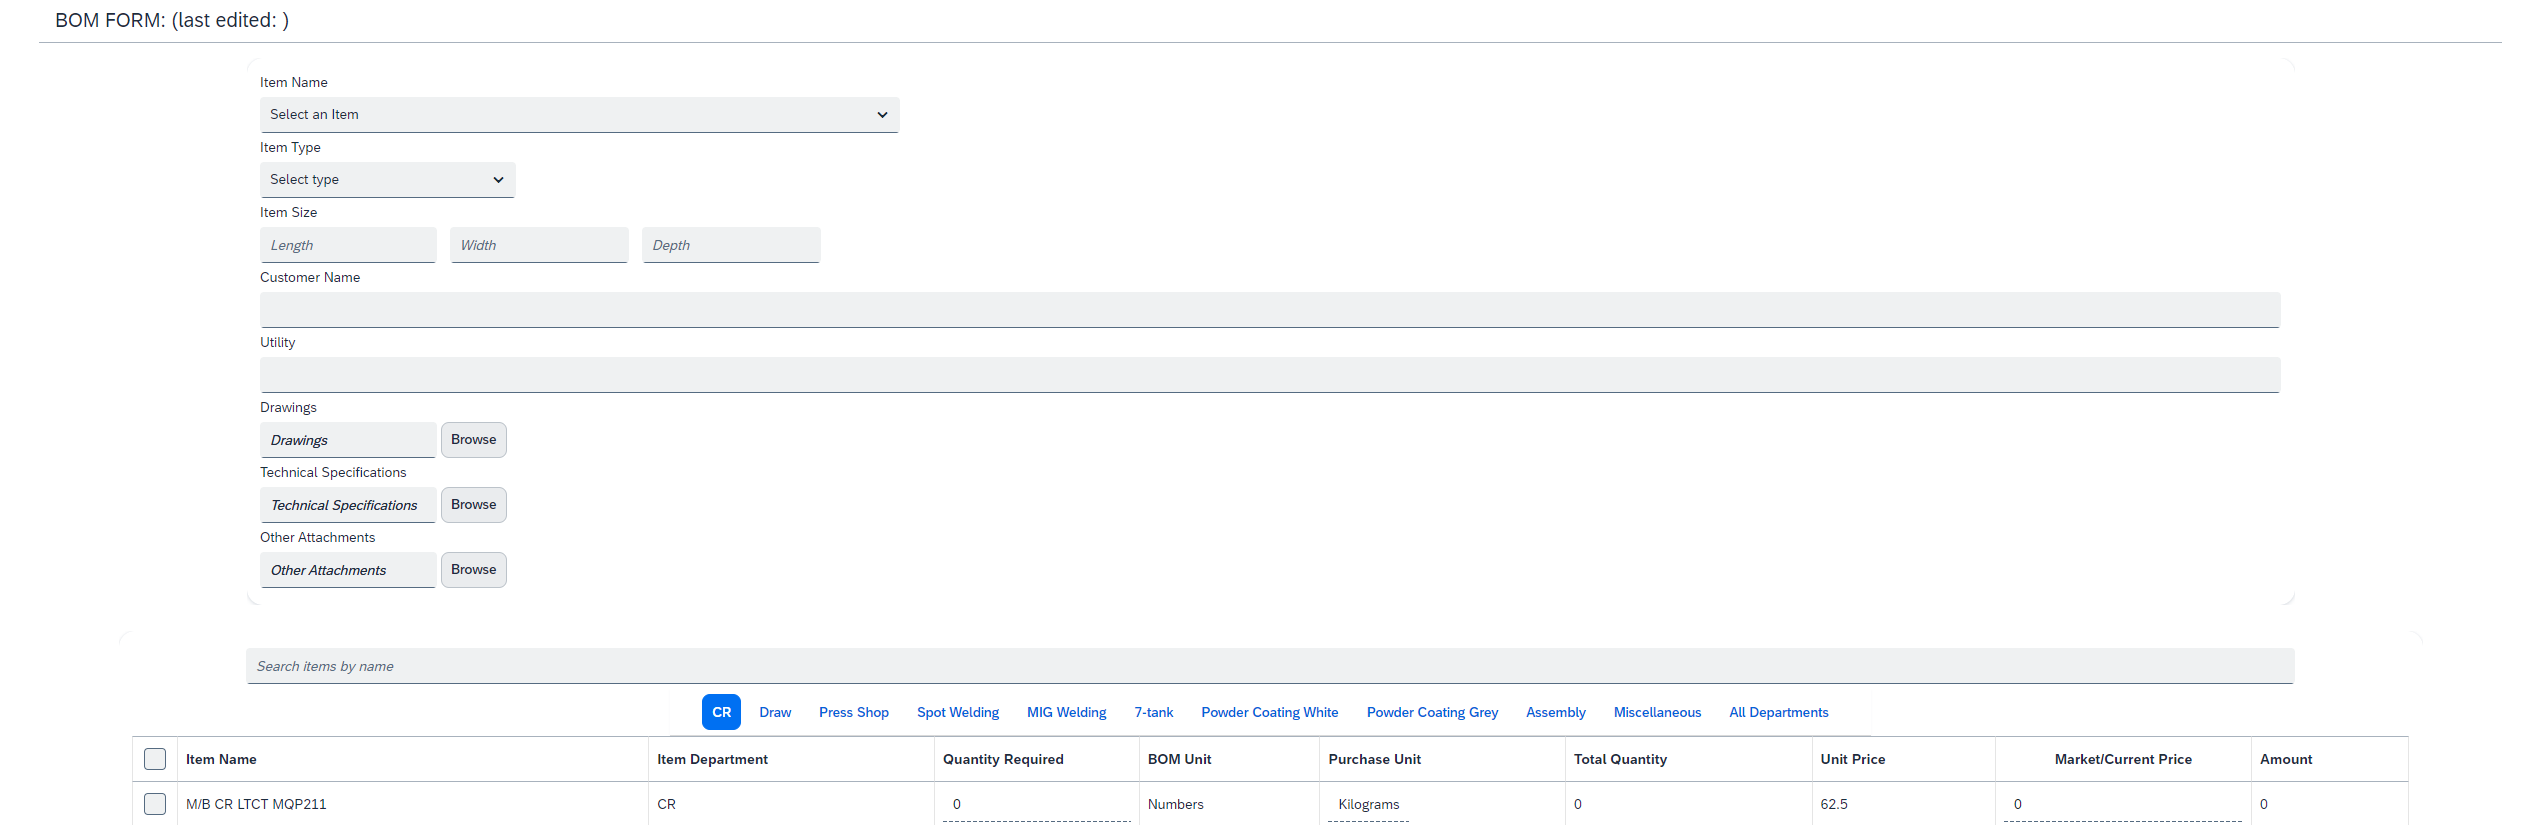 BOM FORM: (last edited: )
Item Name
Select an Item
Item Type
Select type
Item Size
Length Width Depth
Customer Name
Utility
Drawings
Drawings Browse
Technical Specifications
Technical Specifications Browse
Other Attachments
Other Attachments Browse
Search items by name
CR Draw Press Shop Spot Welding MIG Welding 7-tank Powder Coating White Powder Coating Grey Assembly Miscellaneous All Departments
Item Name Item Department Quantity Required BOM Unit Purchase Unit Total Quantity Unit Price Market/Current Price Amount
M/B CR LTCT MQP211 CR 0 Numbers Kilograms 0 62.5 0 0